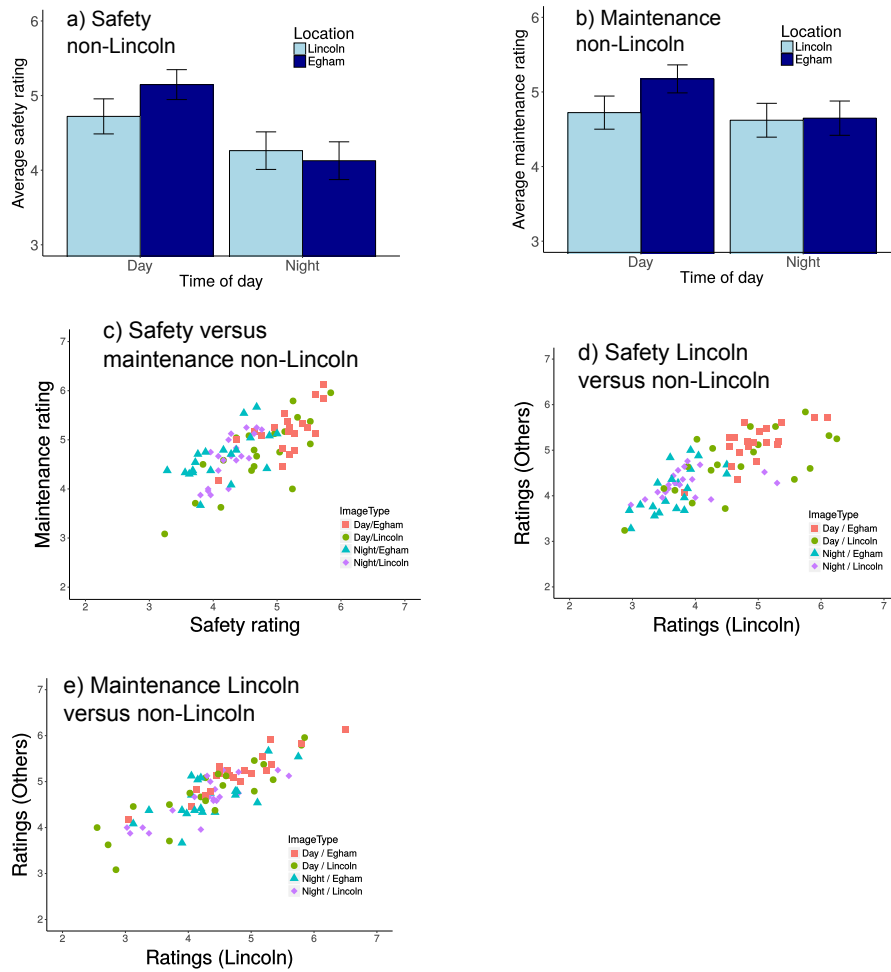 a) Safety
non-Lincoln
Location
Lincoln
Egham
Average safety rating
6
5
4
3
Day
Night
Time of day
b) Maintenance
non-Lincoln
Location
Lincoln
Egham
Average maintenance rating
6
5
4
3
Day
Night
Time of day
c) Safety versus
maintenance non-Lincoln
Maintenance rating
7
6
5
4
3
2
ImageType
Day/Egham
Day/Lincoln
Night/Egham
Night/Lincoln
2
3
4
5
6
7
Safety rating
d) Safety Lincoln
versus non-Lincoln
Ratings (Others)
7
6
5
4
3
2
ImageType
Day / Egham
Day / Lincoln
Night / Egham
Night / Lincoln
2
3
4
5
6
7
Ratings (Lincoln)
e) Maintenance Lincoln
versus non-Lincoln
Ratings (Others)
7
6
5
4
3
2
ImageType
Day / Egham
Day / Lincoln
Night / Egham
Night / Lincoln
2
3
4
5
6
7
Ratings (Lincoln)